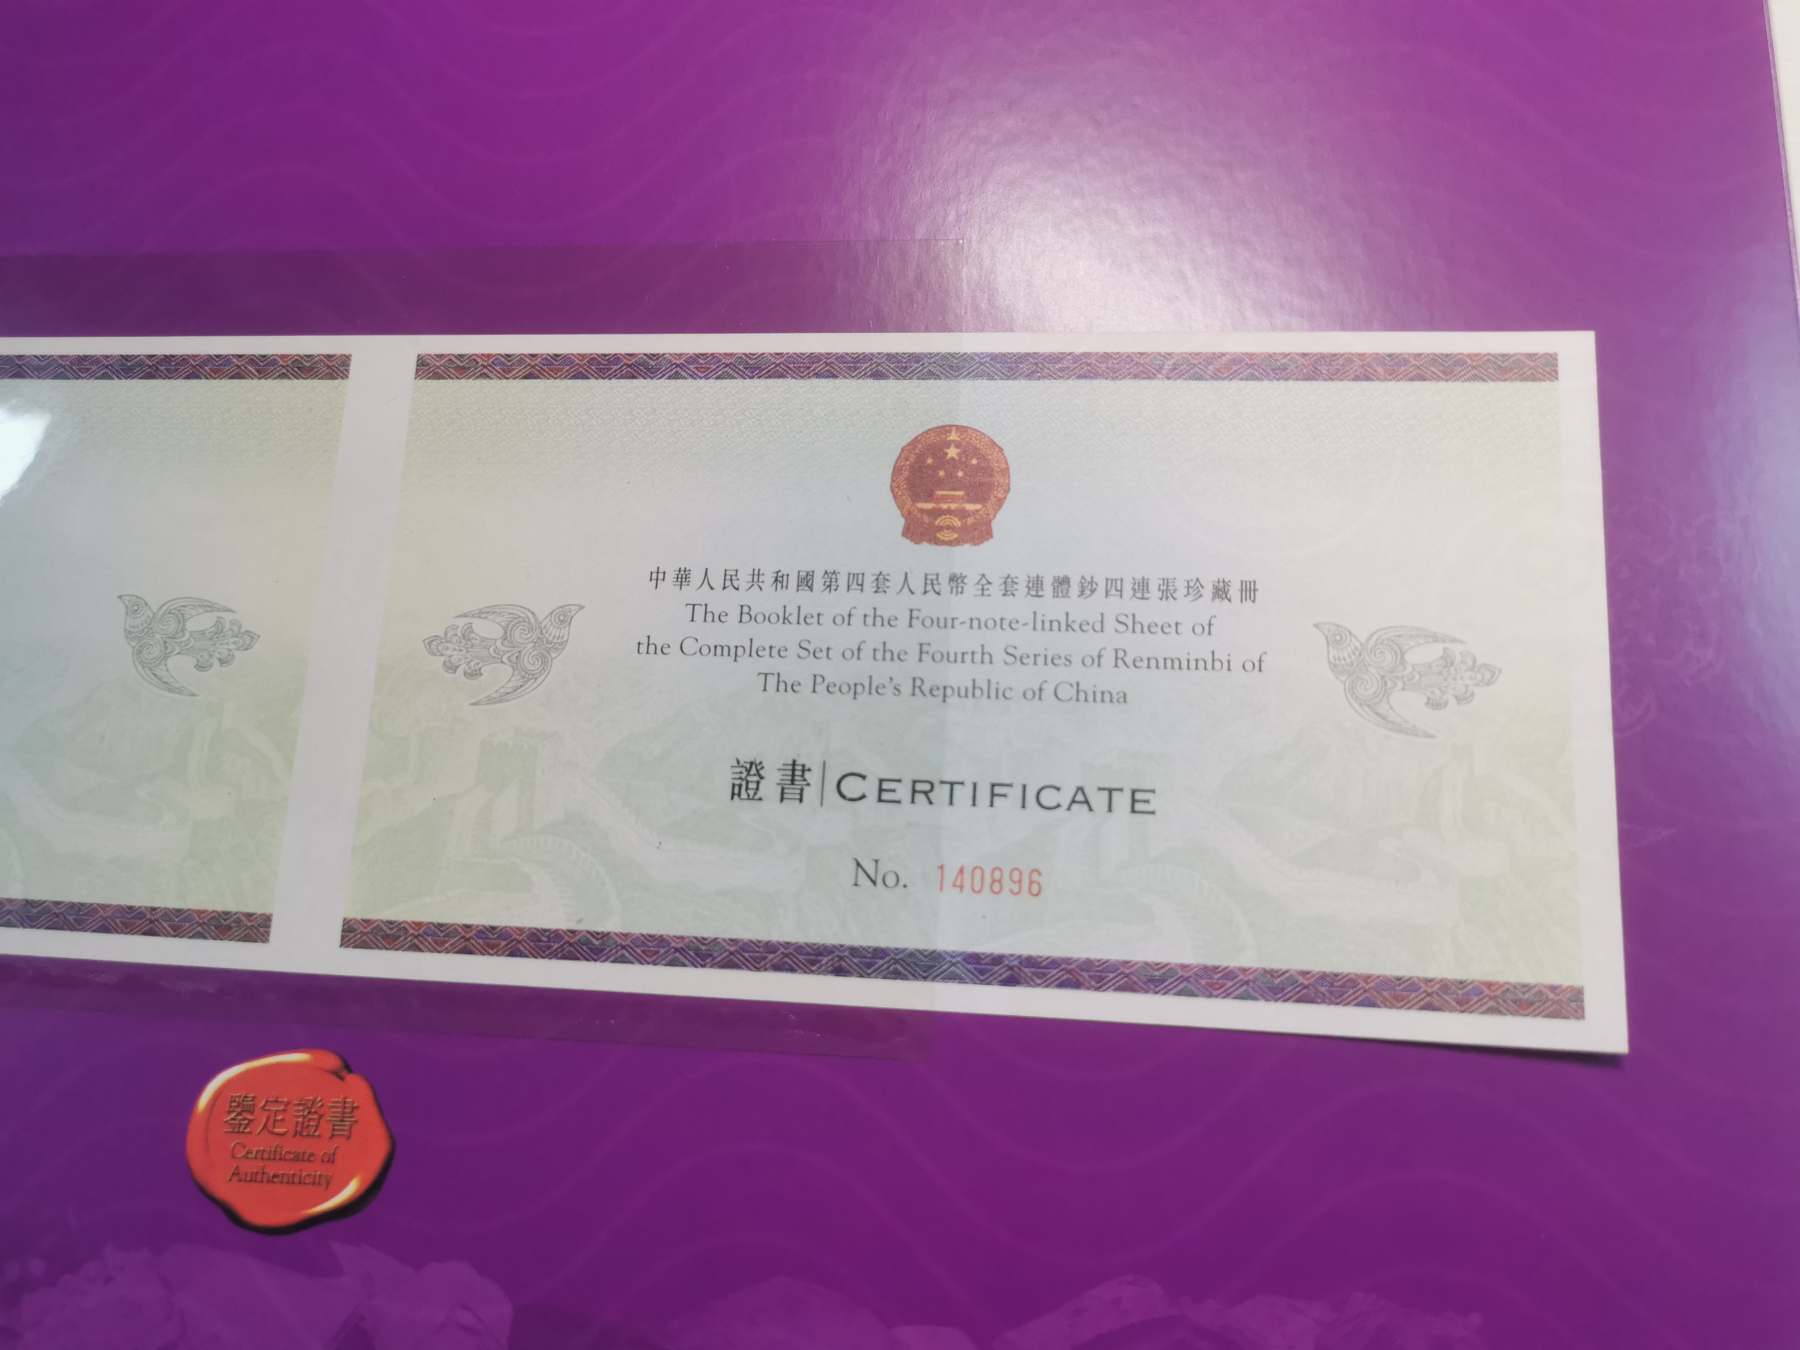 中華人民共和國第四套人民幣全套連體鈔四連張珍藏冊
The Booklet of the Four-note-linked Sheet of
the Complete Set of the Fourth Series of Renminbi of
The People's Republic of China
證書|CERTIFICATE
No. 140896
鑒定證書
Certificate of
Authenticity